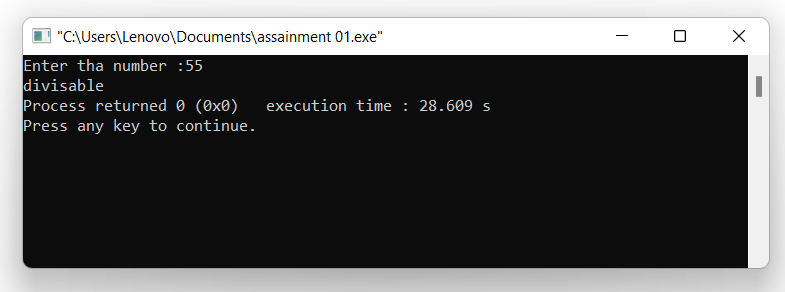 "C:\Users\Lenovo\Documents\assainment 01.exe"
Enter tha number :55
divisable
Process returned 0 (0x0)   execution time : 28.609 s
Press any key to continue.